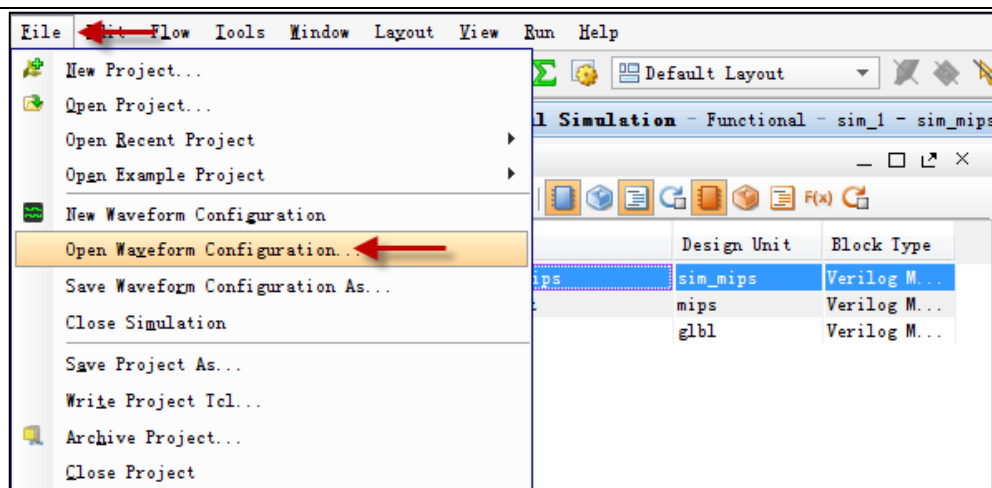 File Edit Flow Tools Window Layout View Run Help
New Project...
Default Layout
Open Project...
l Simulation - Functional - sim_1 - sim_mips
Open Recent Project
Open Example Project
F(x)
New Waveform Configuration
Design Unit Block Type
Open Waveform Configuration...
ips sim_mips Verilog M...
Save Waveform Configuration As...
mips Verilog M...
Close Simulation
glbl Verilog M...
Save Project As...
Write Project Tcl...
Archive Project...
Close Project